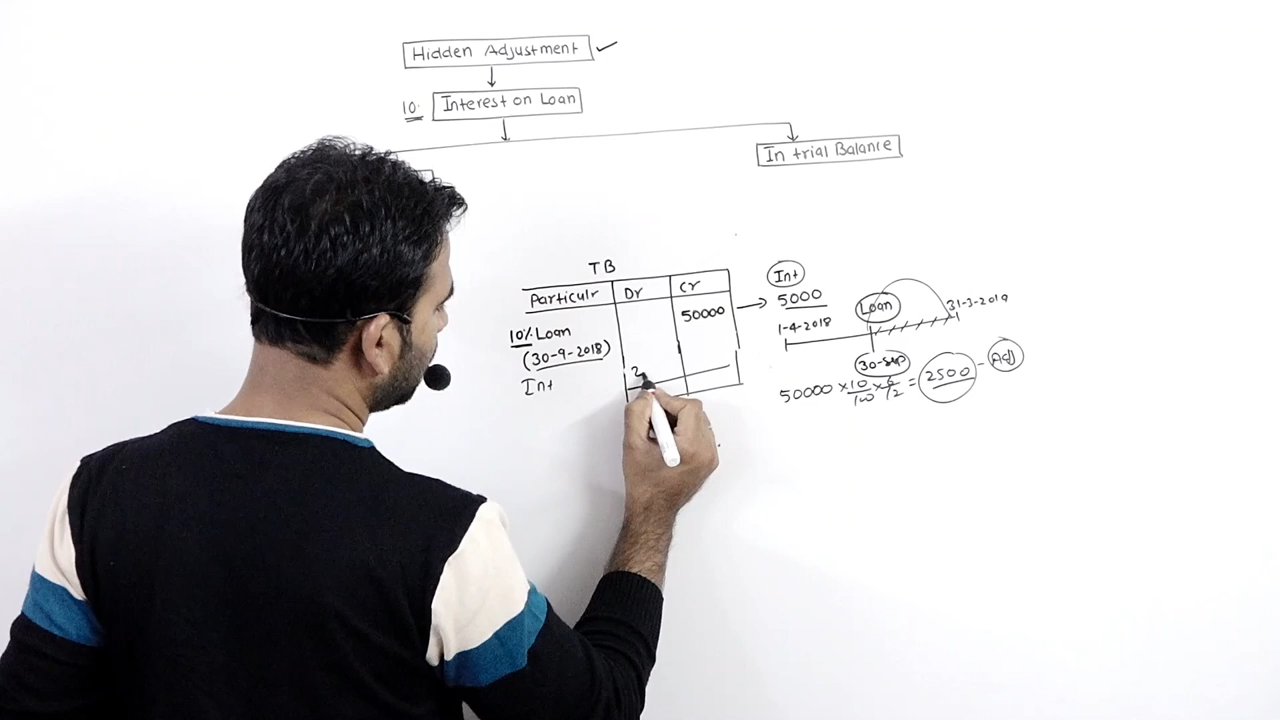 Hidden Adjustment
10. Interest on Loan
In trial Balance
TB
Particulr Dr Cr
50000
10% Loan
(30-9-2018)
Int 2
Int
5000
1-4-2018
Loan
31-3-2019
30-sep
50000 × 10/100 × 6/12 = 2500 - Adj